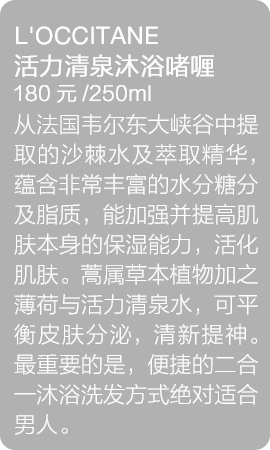 L'OCCITANE
活力清泉沐浴啫喱
180 元 /250ml
从法国韦尔东大峡谷中提
取的沙棘水及萃取精华，
蕴含非常丰富的水分糖分
及脂质，能加强并提高肌
肤本身的保湿能力，活化
肌肤。蒿属草本植物加之
薄荷与活力清泉水，可平
衡皮肤分泌，清新提神。
最重要的是，便捷的二合
一沐浴洗发方式绝对适合
男人。